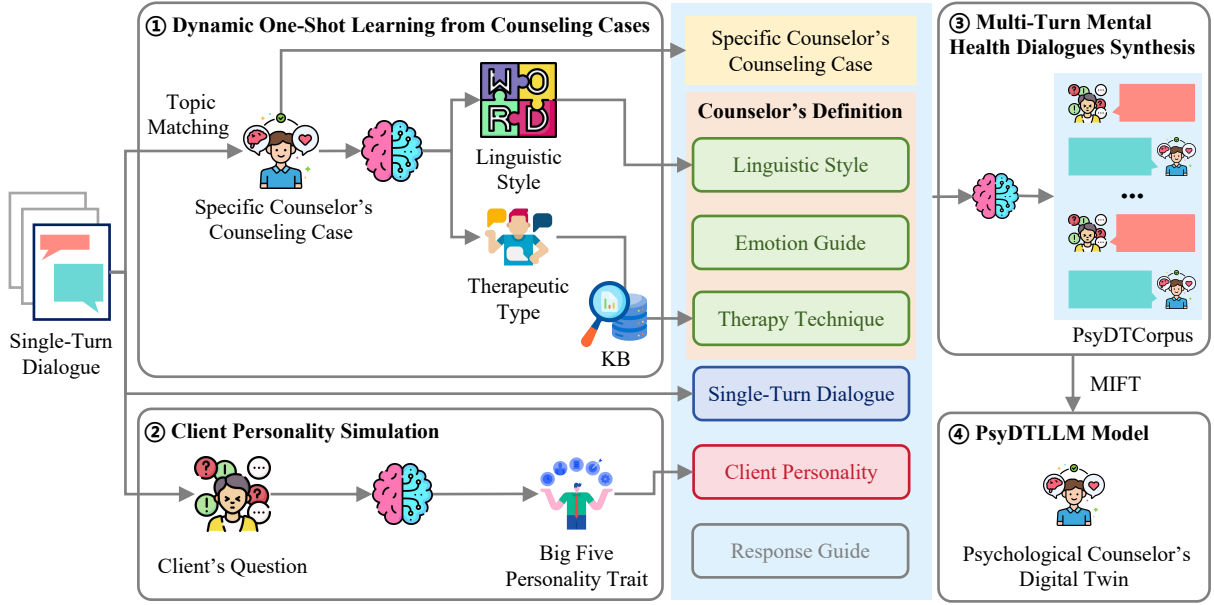 ① Dynamic One-Shot Learning from Counseling Cases
Topic
Matching
Specific Counselor's
Counseling Case
W O
R D
Linguistic
Style
Therapeutic
Type
KB
Single-Turn
Dialogue
② Client Personality Simulation
Client's Question
Big Five
Personality Trait
Specific Counselor's
Counseling Case
Counselor's Definition
Linguistic Style
Emotion Guide
Therapy Technique
Single-Turn Dialogue
Client Personality
Response Guide
③ Multi-Turn Mental
Health Dialogues Synthesis
...
PsyDTCorpus
MIFT
④ PsyDTLLM Model
Psychological Counselor's
Digital Twin